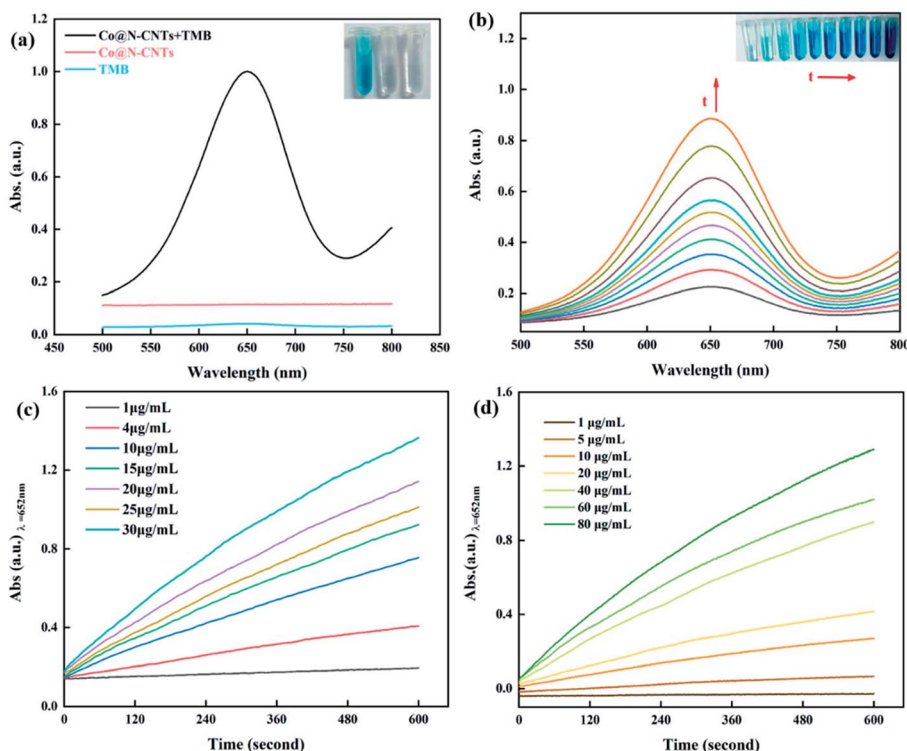 (a)
Co@N-CNTs+TMB
Co@N-CNTs
TMB
1.2
1.0
0.8
0.6
0.4
0.2
0.0
Abs. (a.u.)
450 500 550 600 650 700 750 800 850
Wavelength (nm)
(b)
t
t
1.2
1.0
0.8
0.6
0.4
0.2
Abs. (a.u.)
500 550 600 650 700 750 800
Wavelength (nm)
(c)
1μg/mL
4μg/mL
10μg/mL
15μg/mL
20μg/mL
25μg/mL
30μg/mL
1.6
1.2
0.8
0.4
0.0
Abs (a.u.) λ =652nm
0 120 240 360 480 600
Time (second)
(d)
1 μg/mL
5 μg/mL
10 μg/mL
20 μg/mL
40 μg/mL
60 μg/mL
80 μg/mL
1.6
1.2
0.8
0.4
0.0
Abs.(a.u.) λ=652nm
0 120 240 360 480 600
Time (second)